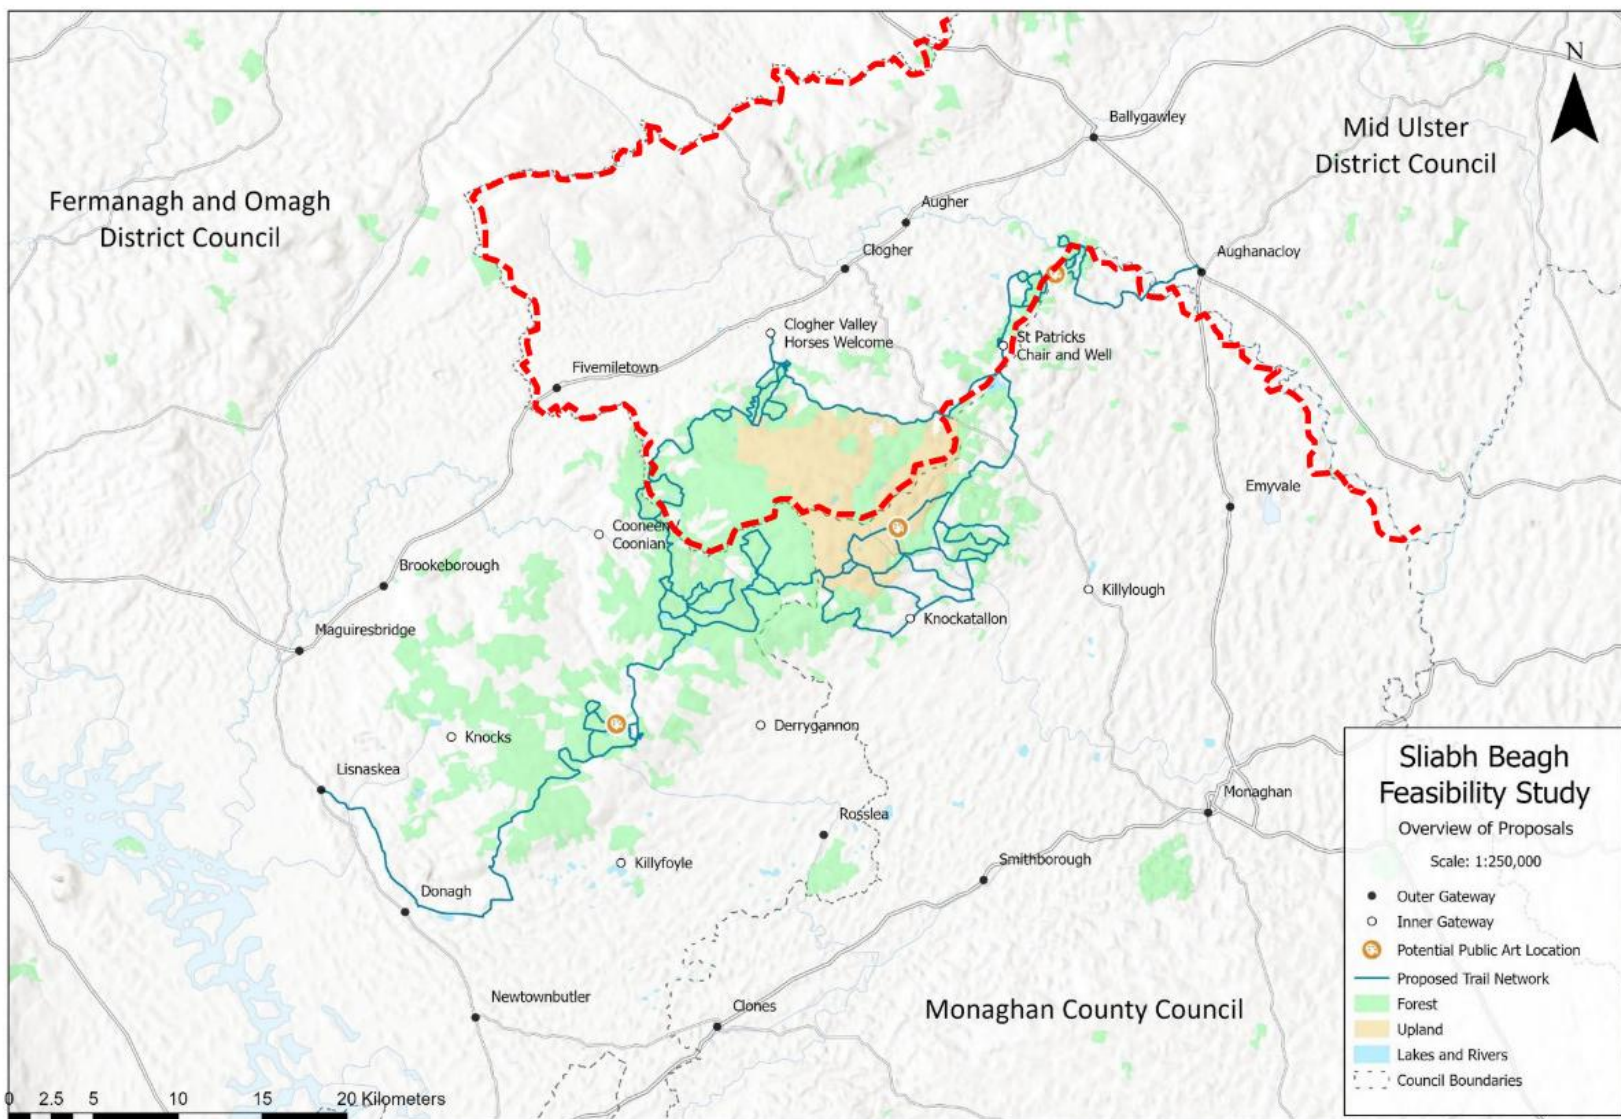 N
Ballygawley
Mid Ulster
District Council
Fermanagh and Omagh
District Council
Augher
Clogher
Aughanacloy
Clogher Valley
Horses Welcome
St Patricks
Chair and Well
Fivemiletown
Emyvale
Cooneen /
Coonian
Brookeborough
Killylough
Knockatallon
Maguiresbridge
Derrygannon
Knocks
Lisnaskea
Monaghan
Rosslea
Smithborough
Killyfoyle
Donagh
Newtownbutler
Clones
Monaghan County Council
Sliabh Beagh
Feasibility Study
Overview of Proposals
Scale: 1:250,000
Outer Gateway
Inner Gateway
Potential Public Art Location
Proposed Trail Network
Forest
Upland
Lakes and Rivers
Council Boundaries
0 2.5 5 10 15 20 Kilometers